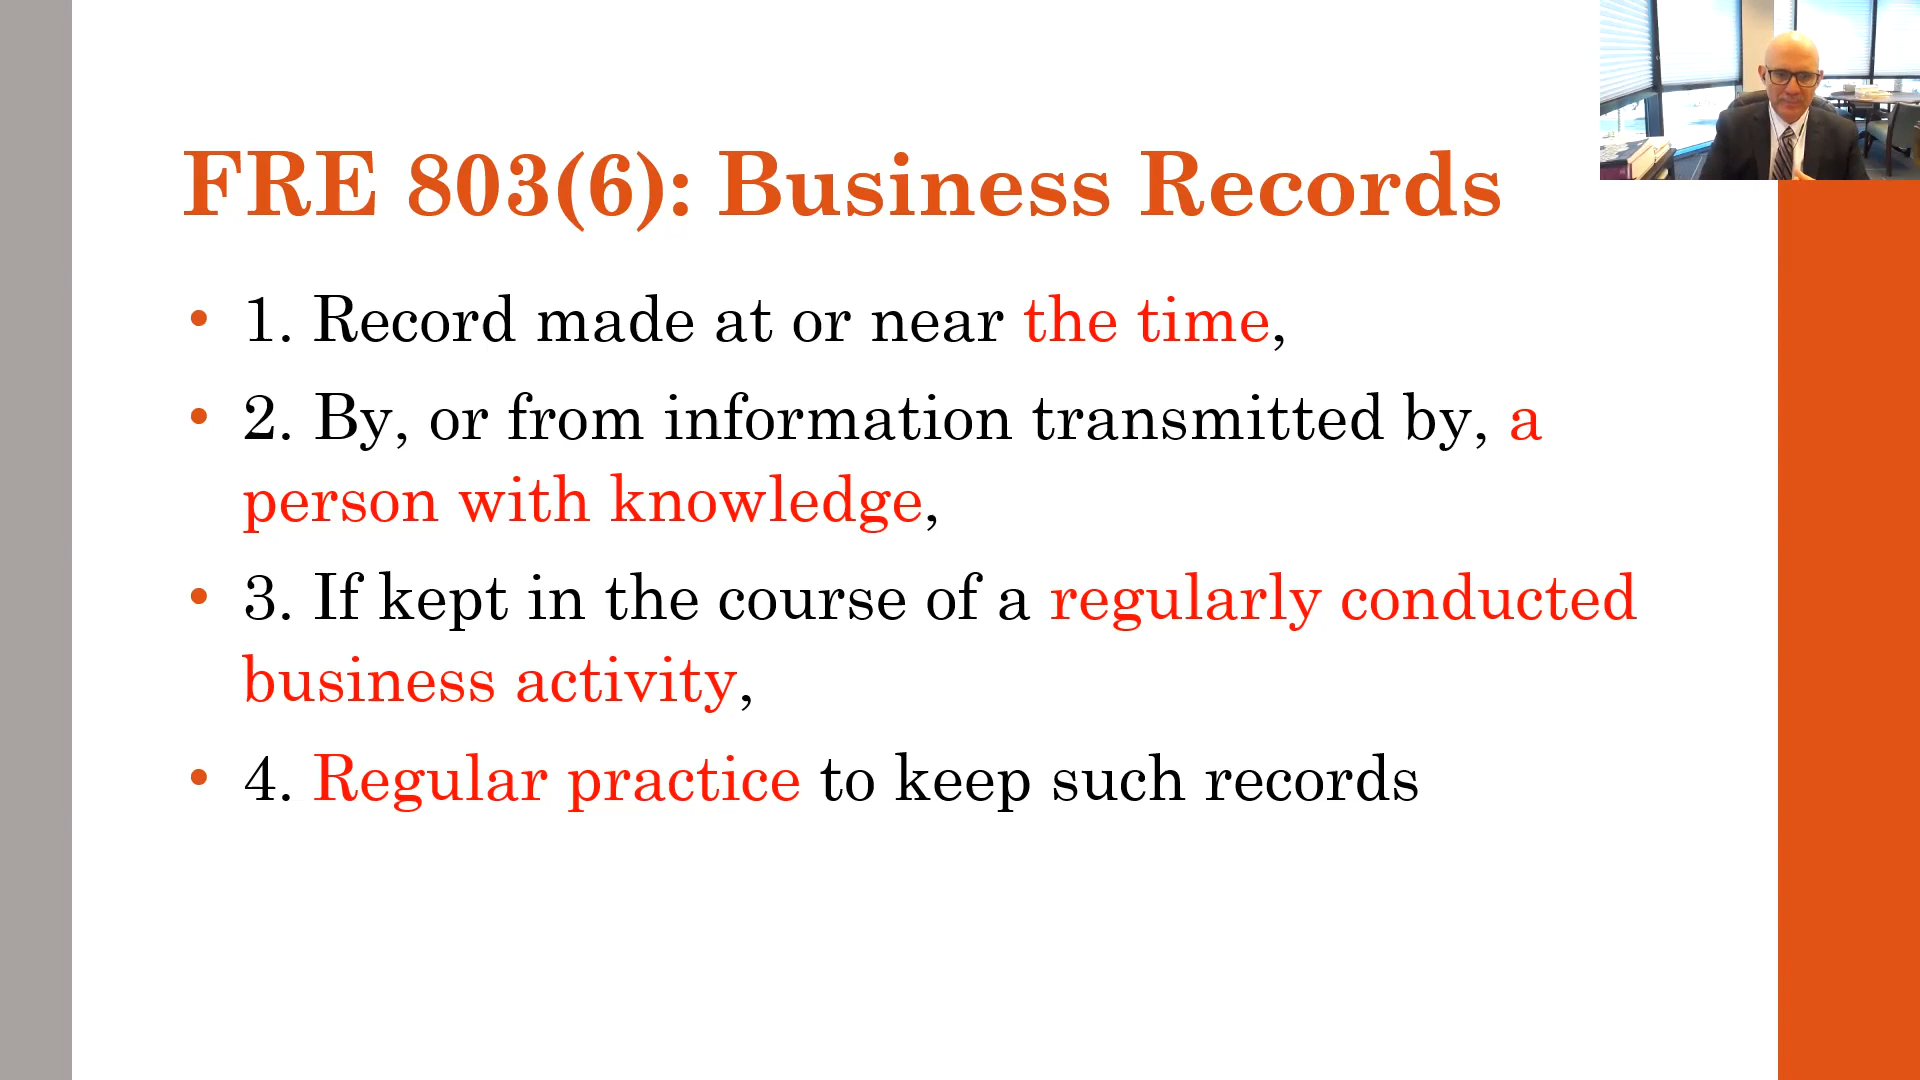 FRE 803(6): Business Records
• 1. Record made at or near the time,
• 2. By, or from information transmitted by, a
person with knowledge,
• 3. If kept in the course of a regularly conducted
business activity,
• 4. Regular practice to keep such records